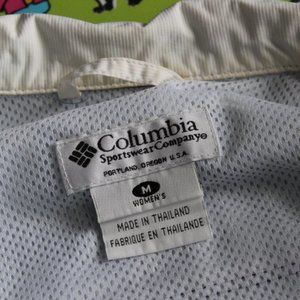 Columbia
Sportswear Company®
PORTLAND, OREGON U.S.A.
M
WOMEN'S
MADE IN THAILAND
FABRIQUE EN THAILANDE